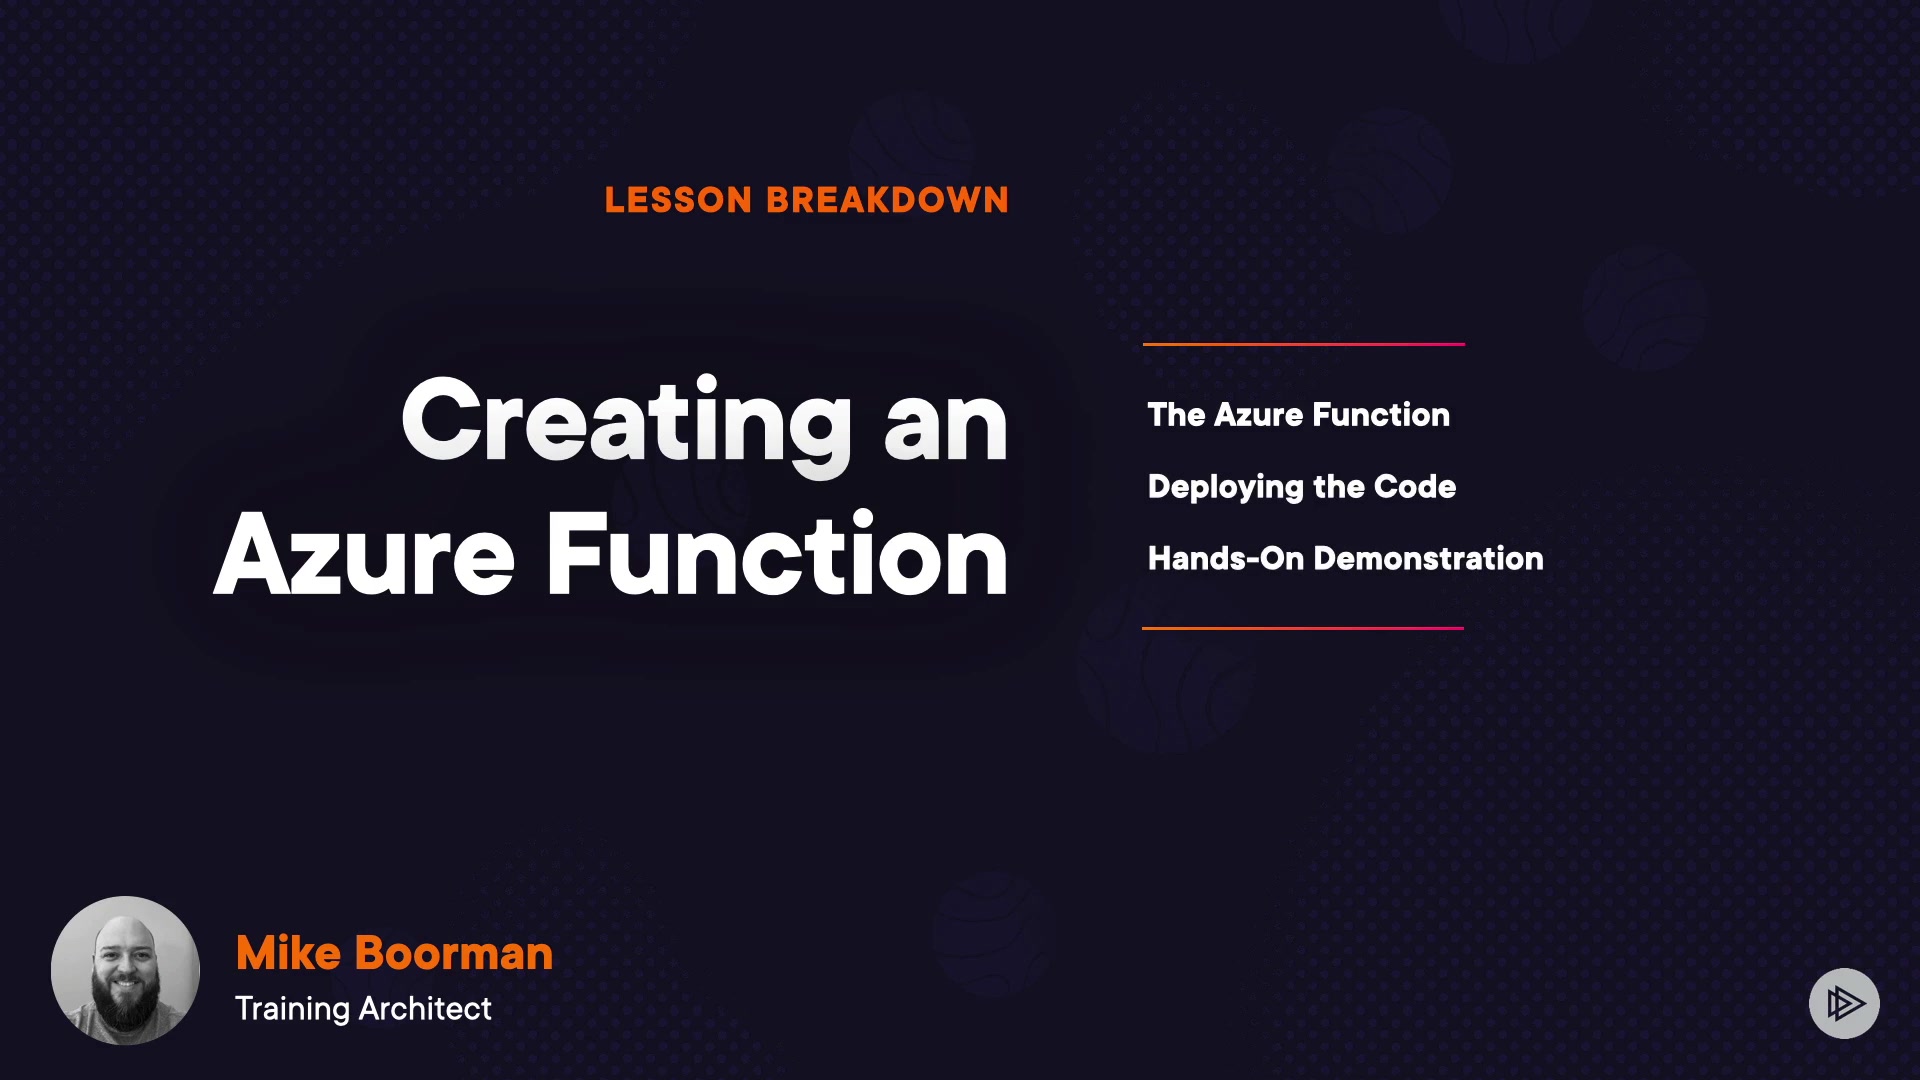 LESSON BREAKDOWN
Creating an
Azure Function
The Azure Function
Deploying the Code
Hands-On Demonstration
Mike Boorman
Training Architect